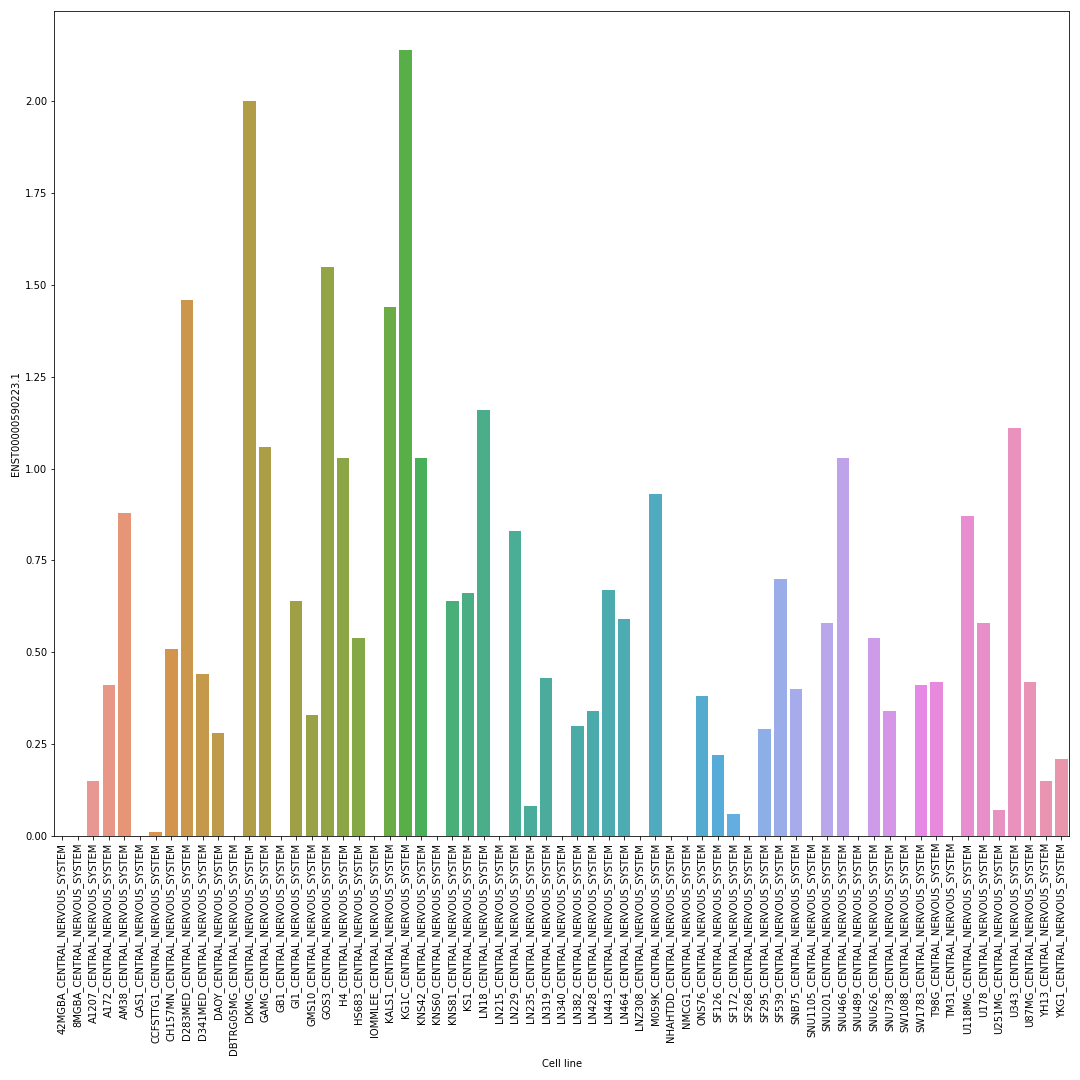 2.00
1.75
1.50
1.25
1.00
0.75
0.50
0.25
0.00
ENST00000590223.1
42MGBA_CENTRAL_NERVOUS_SYSTEM
8MGBA_CENTRAL_NERVOUS_SYSTEM
A1207_CENTRAL_NERVOUS_SYSTEM
A172_CENTRAL_NERVOUS_SYSTEM
AM38_CENTRAL_NERVOUS_SYSTEM
CAS1_CENTRAL_NERVOUS_SYSTEM
CCFSTTG1_CENTRAL_NERVOUS_SYSTEM
CH157MN_CENTRAL_NERVOUS_SYSTEM
D283MED_CENTRAL_NERVOUS_SYSTEM
D341MED_CENTRAL_NERVOUS_SYSTEM
DAOY_CENTRAL_NERVOUS_SYSTEM
DBTRG05MG_CENTRAL_NERVOUS_SYSTEM
DKMG_CENTRAL_NERVOUS_SYSTEM
GAMG_CENTRAL_NERVOUS_SYSTEM
GB1_CENTRAL_NERVOUS_SYSTEM
GI1_CENTRAL_NERVOUS_SYSTEM
GMS10_CENTRAL_NERVOUS_SYSTEM
GOS3_CENTRAL_NERVOUS_SYSTEM
H4_CENTRAL_NERVOUS_SYSTEM
HS683_CENTRAL_NERVOUS_SYSTEM
IOMMLEE_CENTRAL_NERVOUS_SYSTEM
KALS1_CENTRAL_NERVOUS_SYSTEM
KG1C_CENTRAL_NERVOUS_SYSTEM
KNS42_CENTRAL_NERVOUS_SYSTEM
KNS60_CENTRAL_NERVOUS_SYSTEM
KNS81_CENTRAL_NERVOUS_SYSTEM
KS1_CENTRAL_NERVOUS_SYSTEM
LN18_CENTRAL_NERVOUS_SYSTEM
LN215_CENTRAL_NERVOUS_SYSTEM
LN229_CENTRAL_NERVOUS_SYSTEM
LN235_CENTRAL_NERVOUS_SYSTEM
LN319_CENTRAL_NERVOUS_SYSTEM
LN340_CENTRAL_NERVOUS_SYSTEM
LN382_CENTRAL_NERVOUS_SYSTEM
LN428_CENTRAL_NERVOUS_SYSTEM
LN443_CENTRAL_NERVOUS_SYSTEM
LN464_CENTRAL_NERVOUS_SYSTEM
LNZ308_CENTRAL_NERVOUS_SYSTEM
M059K_CENTRAL_NERVOUS_SYSTEM
NHAHTDD_CENTRAL_NERVOUS_SYSTEM
NMCG1_CENTRAL_NERVOUS_SYSTEM
ONS76_CENTRAL_NERVOUS_SYSTEM
SF126_CENTRAL_NERVOUS_SYSTEM
SF172_CENTRAL_NERVOUS_SYSTEM
SF268_CENTRAL_NERVOUS_SYSTEM
SF295_CENTRAL_NERVOUS_SYSTEM
SF539_CENTRAL_NERVOUS_SYSTEM
SNB75_CENTRAL_NERVOUS_SYSTEM
SNU1105_CENTRAL_NERVOUS_SYSTEM
SNU201_CENTRAL_NERVOUS_SYSTEM
SNU466_CENTRAL_NERVOUS_SYSTEM
SNU489_CENTRAL_NERVOUS_SYSTEM
SNU626_CENTRAL_NERVOUS_SYSTEM
SNU738_CENTRAL_NERVOUS_SYSTEM
SW1088_CENTRAL_NERVOUS_SYSTEM
SW1783_CENTRAL_NERVOUS_SYSTEM
T98G_CENTRAL_NERVOUS_SYSTEM
TM31_CENTRAL_NERVOUS_SYSTEM
U118MG_CENTRAL_NERVOUS_SYSTEM
U178_CENTRAL_NERVOUS_SYSTEM
U251MG_CENTRAL_NERVOUS_SYSTEM
U343_CENTRAL_NERVOUS_SYSTEM
U87MG_CENTRAL_NERVOUS_SYSTEM
YH13_CENTRAL_NERVOUS_SYSTEM
YKG1_CENTRAL_NERVOUS_SYSTEM
Cell line